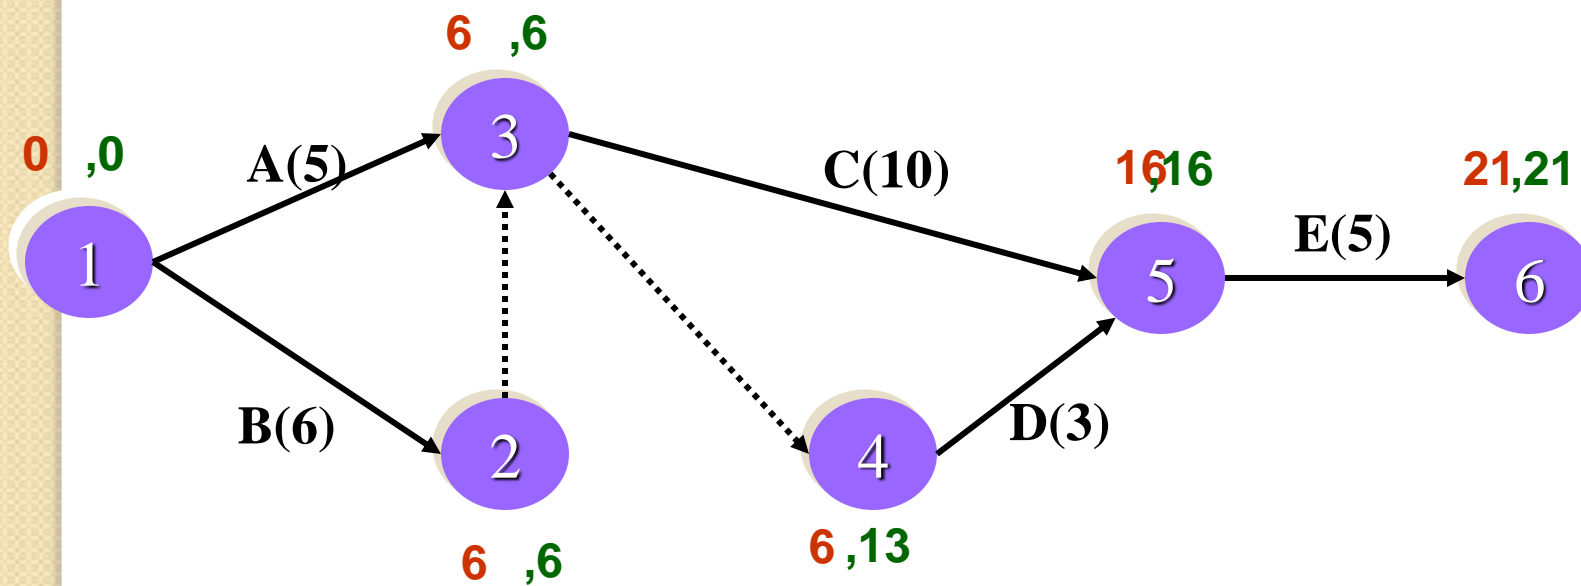 6 ,6
3
0 ,0
A(5)
C(10)
16,16
21,21
E(5)
1
5
6
B(6)
D(3)
2
4
6 ,13
6 ,6